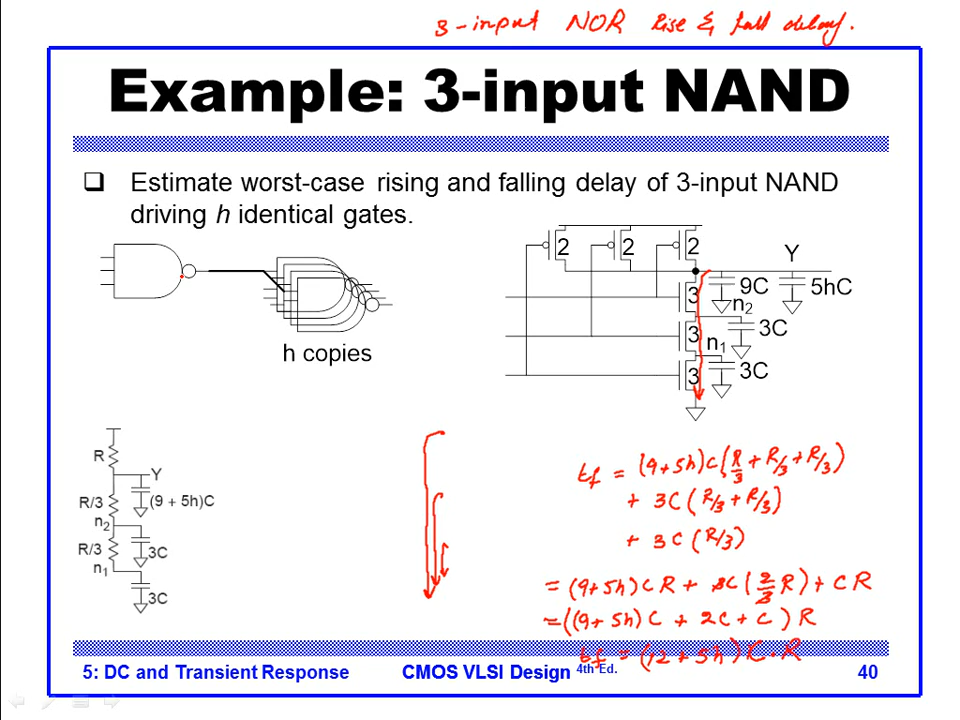 3-input NOR rise & fall delay.
Example: 3-input NAND
❑ Estimate worst-case rising and falling delay of 3-input NAND
driving h identical gates.
h copies
2 2 2 Y
3 9C 5hC
n2
3 3C
n1
3 3C
R
Y
R/3 (9 + 5h)C
n2
R/3 3C
n1
3C
tf = (9+5h)C(R/3 + R/3 + R/3)
+ 3C (R/3 + R/3)
+ 3C (R/3)
= (9+5h) C R + 3C (2/3 R) + C R
= ((9+5h) C + 2C + C ) R
tf = (12 + 5h) C . R
5: DC and Transient Response CMOS VLSI Design 4th Ed. 40